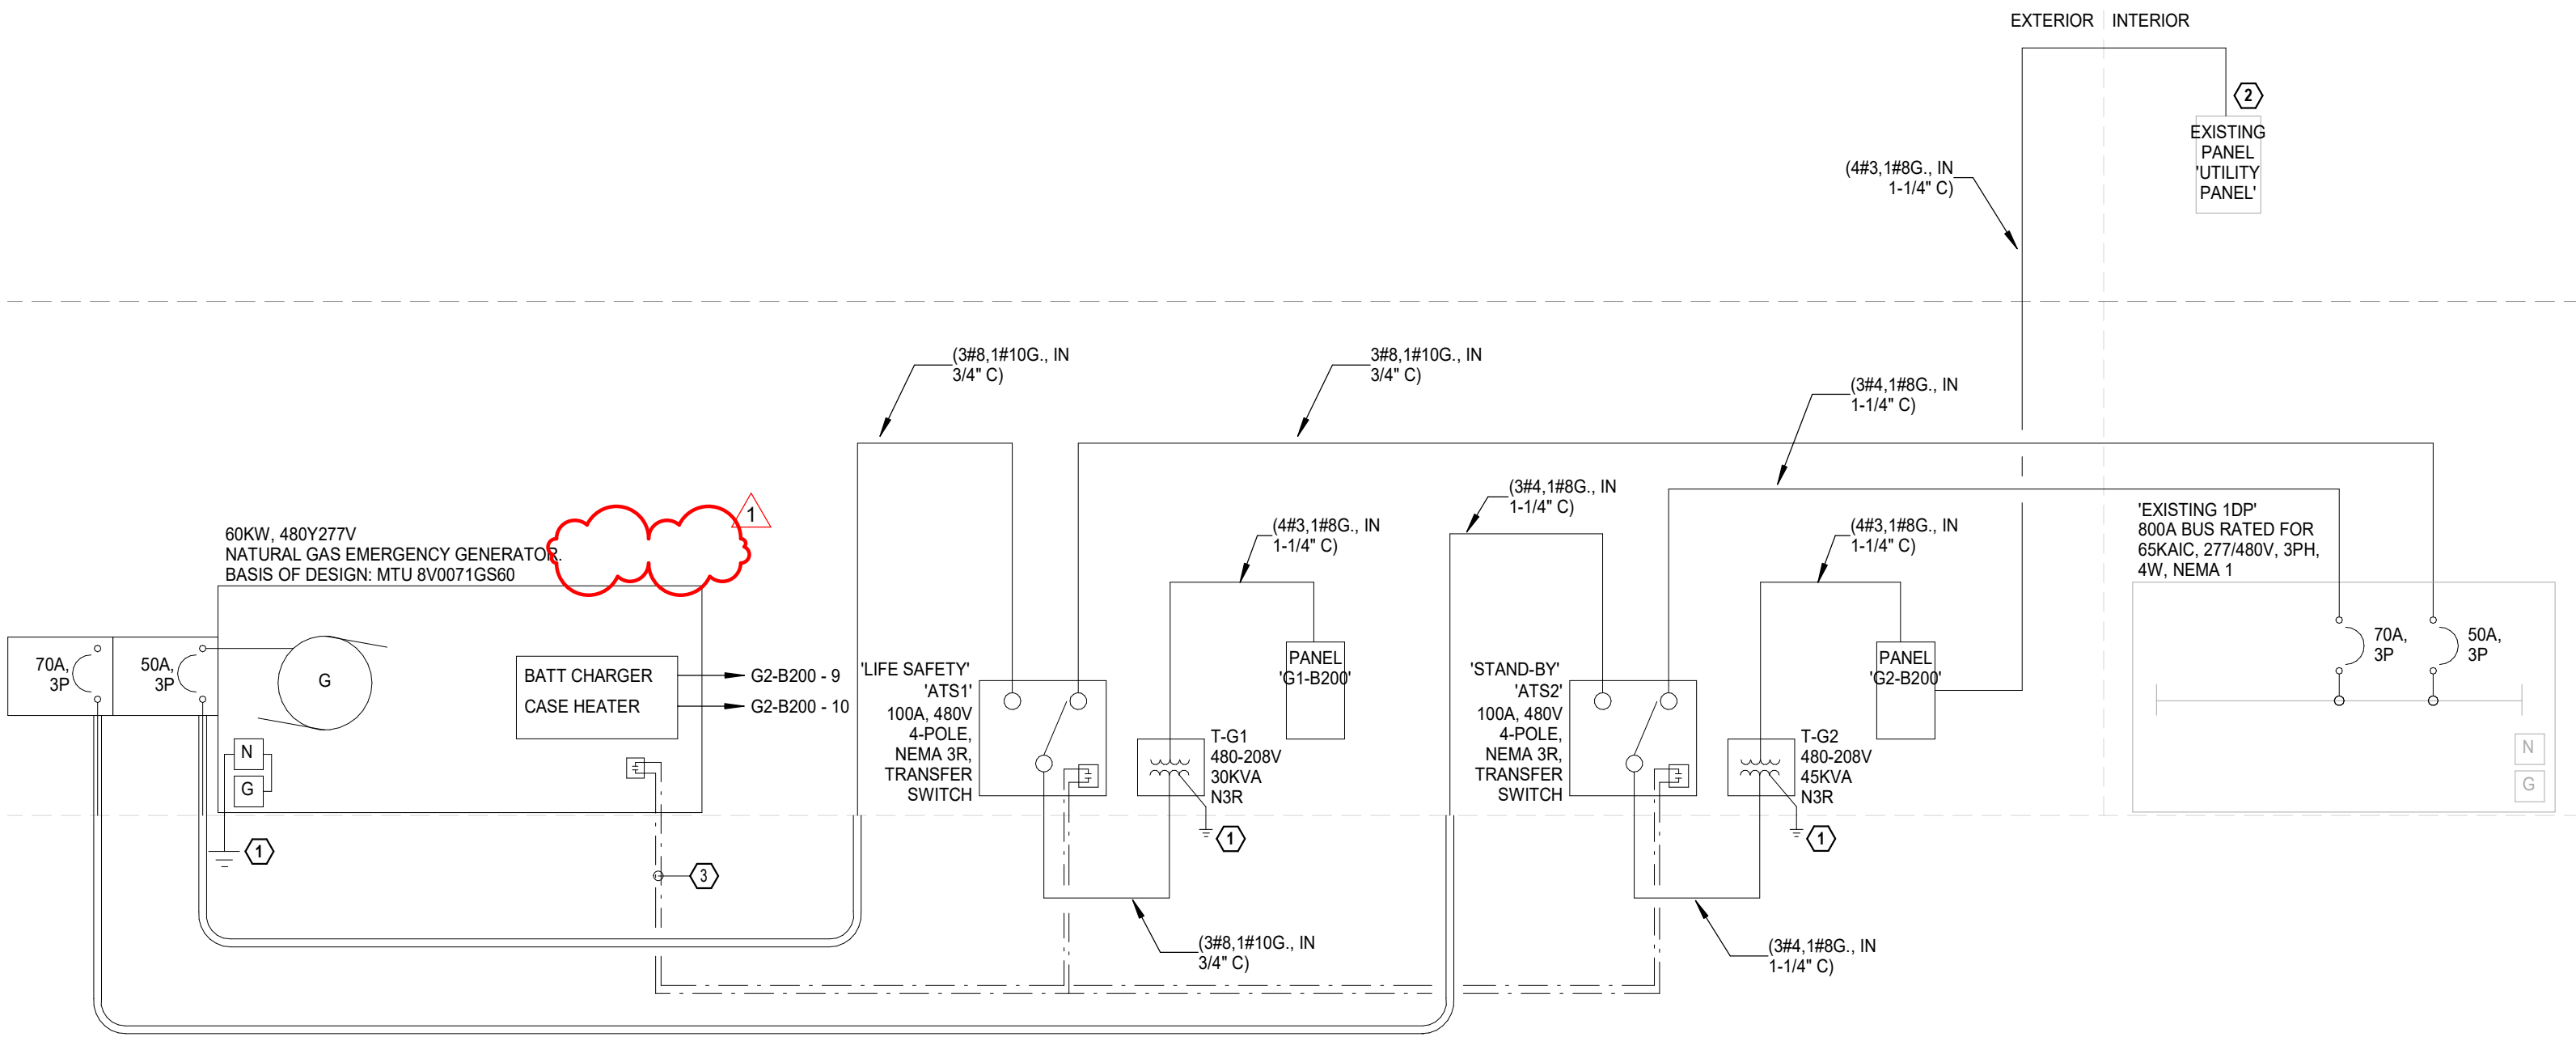 EXTERIOR
INTERIOR
2
EXISTING
PANEL
'UTILITY
PANEL'
(4#3,1#8G., IN
1-1/4" C)
(3#8,1#10G., IN
3/4" C)
3#8,1#10G., IN
3/4" C)
(3#4,1#8G., IN
1-1/4" C)
(3#4,1#8G., IN
1-1/4" C)
(4#3,1#8G., IN
1-1/4" C)
(4#3,1#8G., IN
1-1/4" C)
1
60KW, 480Y277V
NATURAL GAS EMERGENCY GENERATOR.
BASIS OF DESIGN: MTU 8V0071GS60
'EXISTING 1DP'
800A BUS RATED FOR
65KAIC, 277/480V, 3PH,
4W, NEMA 1
70A,
3P
50A,
3P
G
BATT CHARGER
CASE HEATER
G2-B200 - 9
G2-B200 - 10
N
G
'LIFE SAFETY'
'ATS1'
100A, 480V
4-POLE,
NEMA 3R,
TRANSFER
SWITCH
T-G1
480-208V
30KVA
N3R
PANEL
'G1-B200'
'STAND-BY'
'ATS2'
100A, 480V
4-POLE,
NEMA 3R,
TRANSFER
SWITCH
T-G2
480-208V
45KVA
N3R
PANEL
'G2-B200'
70A,
3P
50A,
3P
N
G
1
3
1
1
(3#8,1#10G., IN
3/4" C)
(3#4,1#8G., IN
1-1/4" C)